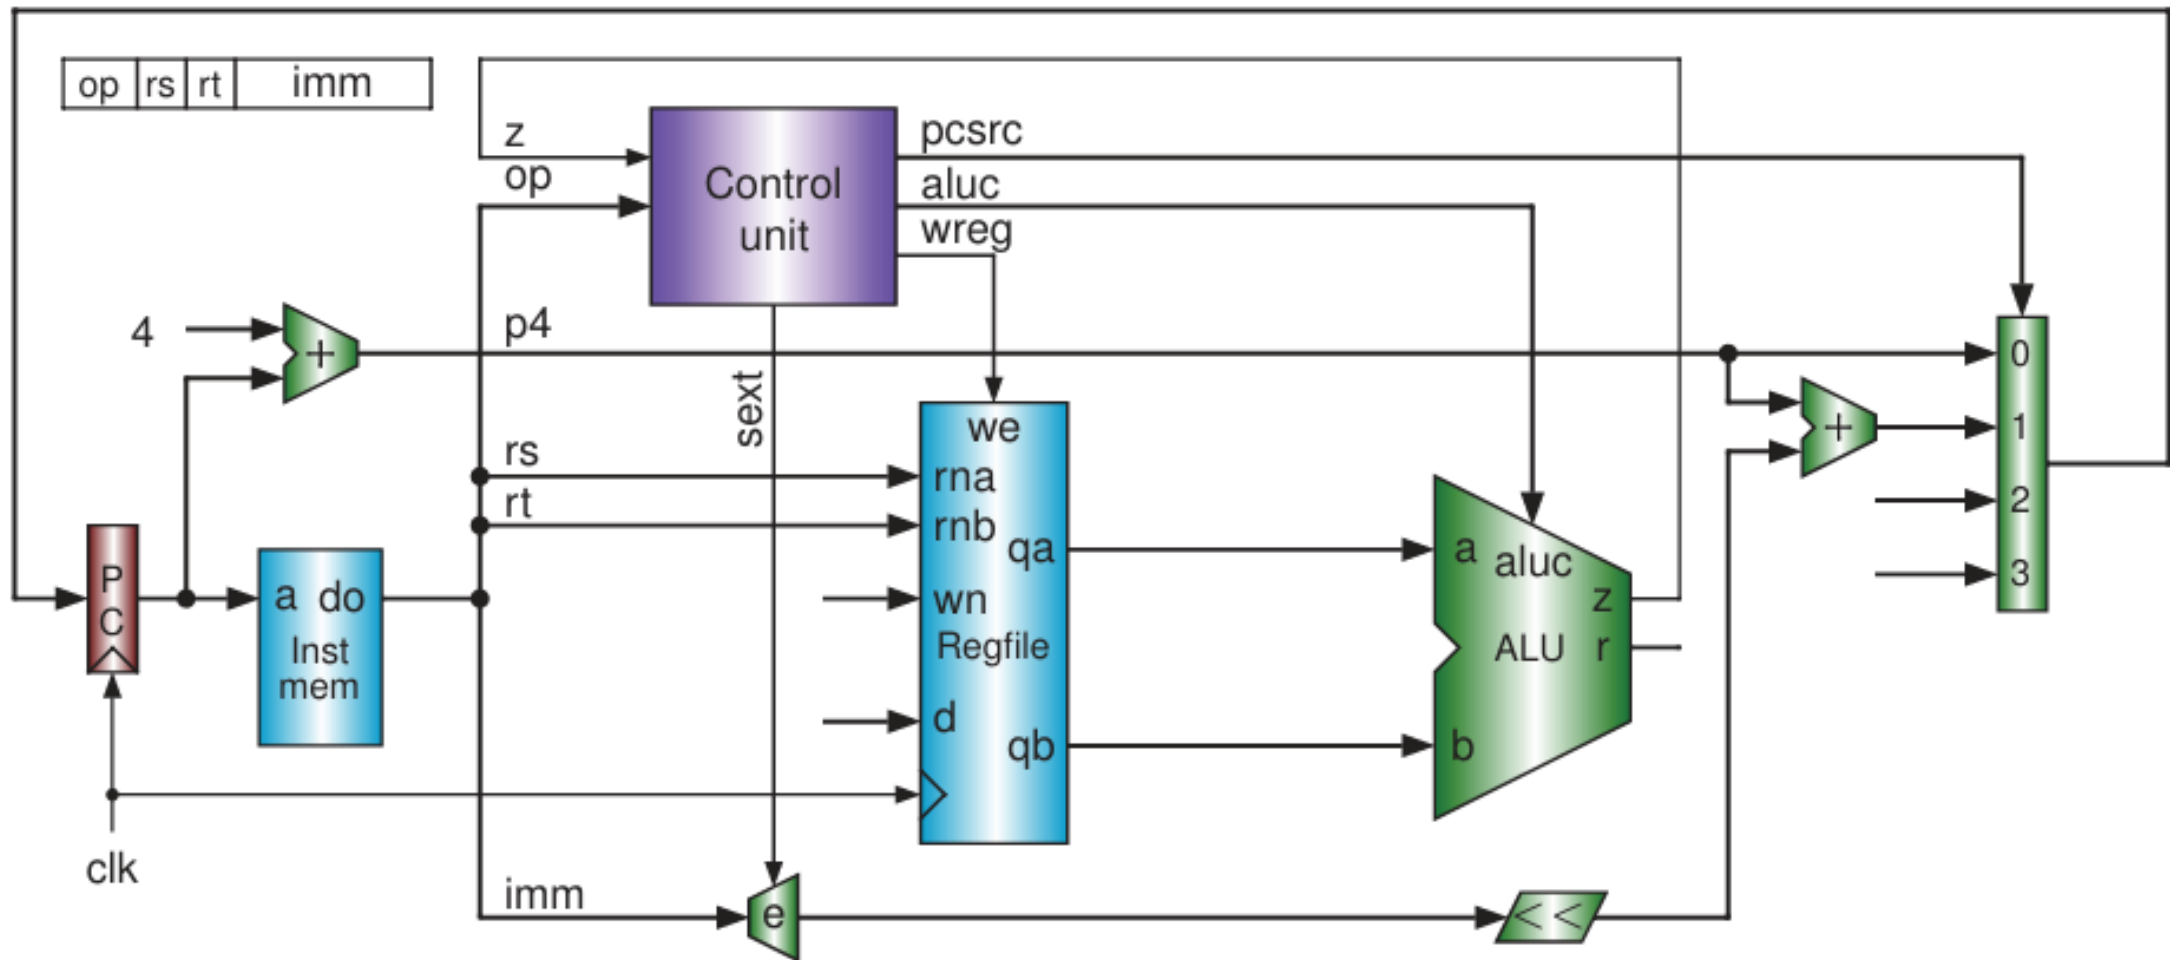 op rs rt imm
z
op
Control
unit
pcsrc
aluc
wreg
4
+
p4
sext
rs
rt
we
rna
rnb
qa
wn
Regfile
d
qb
P
C
a do
Inst
mem
clk
imm
e
<<
a aluc
z
ALU r
b
+
0
1
2
3